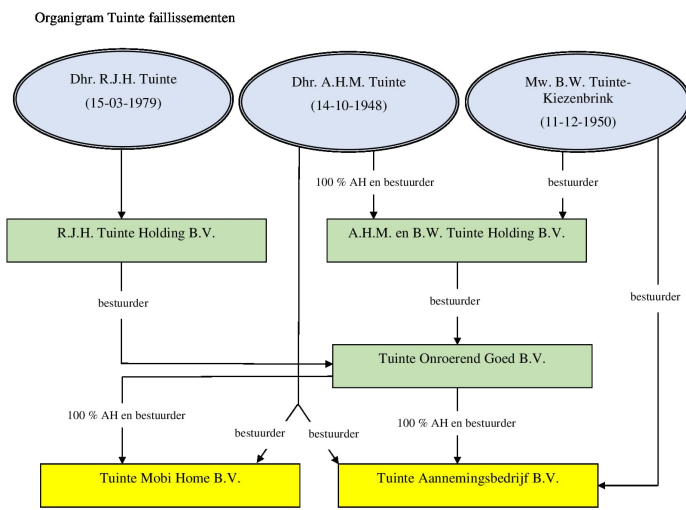 Organigram Tuinte faillissementen
Dhr. R.J.H. Tuinte
(15-03-1979)
Dhr. A.H.M. Tuinte
(14-10-1948)
Mw. B.W. Tuinte-
Kiezenbrink
(11-12-1950)
100 % AH en bestuurder
bestuurder
R.J.H. Tuinte Holding B.V.
A.H.M. en B.W. Tuinte Holding B.V.
bestuurder
bestuurder
bestuurder
Tuinte Onroerend Goed B.V.
100 % AH en bestuurder
bestuurder
bestuurder
100 % AH en bestuurder
Tuinte Mobi Home B.V.
Tuinte Aannemingsbedrijf B.V.